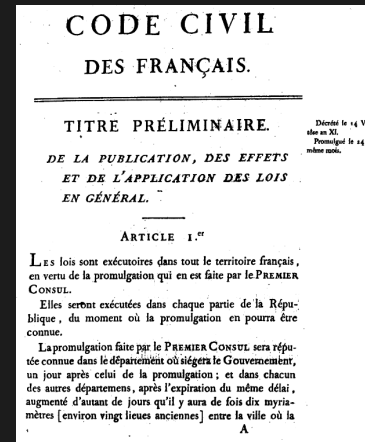 CODE CIVIL
DES FRANÇAIS.
TITRE PRÉLIMINAIRE.
Décrété le 14 V
tôse an XI.
Promulgué le 24
même mois.
DE LA PUBLICATION, DES EFFETS
ET DE L'APPLICATION DES LOIS
EN GÉNÉRAL.
ARTICLE 1.er
LES lois sont exécutoires dans tout le territoire français,
en vertu de la promulgation qui en est faite par le PREMIER
CONSUL.
Elles seront exécutées dans chaque partie de la Répu-
blique, du moment où la promulgation en pourra être
connue.
La promulgation faite par le PREMIER CONSUL sera répu-
tée connue dans le département où siégera le Gouvernement,
un jour après celui de la promulgation; et dans chacun
des autres départemens, après l'expiration du même délai,
augmenté d'autant de jours qu'il y aura de fois dix myria-
mètres [environ vingt lieues anciennes] entre la ville où la
A